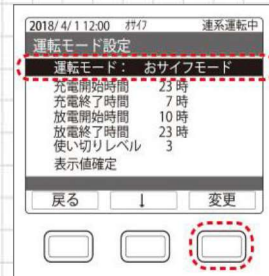 2018/ 4/ 1 12:00 ｵｻｲﾌ 連系運転中
運転モード設定
運転モード： おサイフモード
充電開始時間 23 時
充電終了時間 7 時
放電開始時間 10 時
放電終了時間 23 時
使い切りレベル 3
表示値確定
戻る ↓ 変更